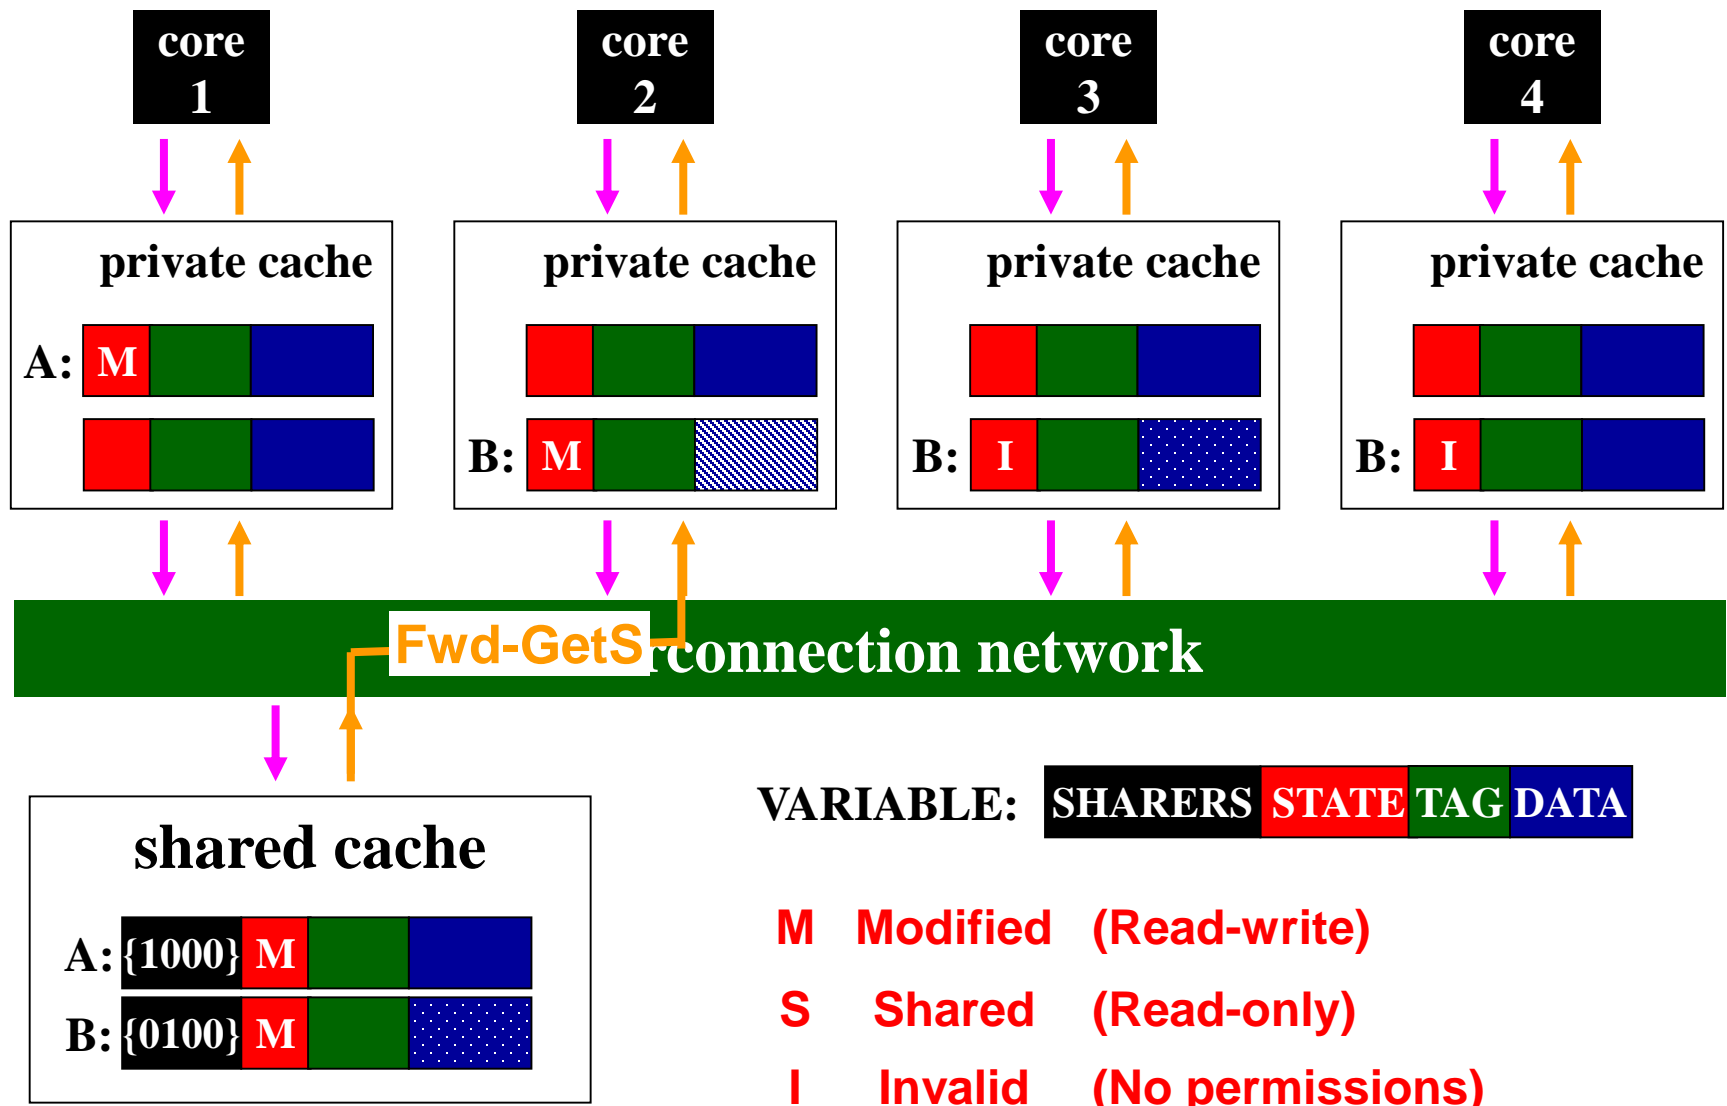 core
1
core
2
core
3
core
4
private cache
private cache
private cache
private cache
A: M
B: M
B: I
B: I
Fwd-GetS
rconnection network
VARIABLE: SHARERS STATE TAG DATA
shared cache
A: {1000} M
B: {0100} M
M Modified (Read-write)
S Shared (Read-only)
I Invalid (No permissions)